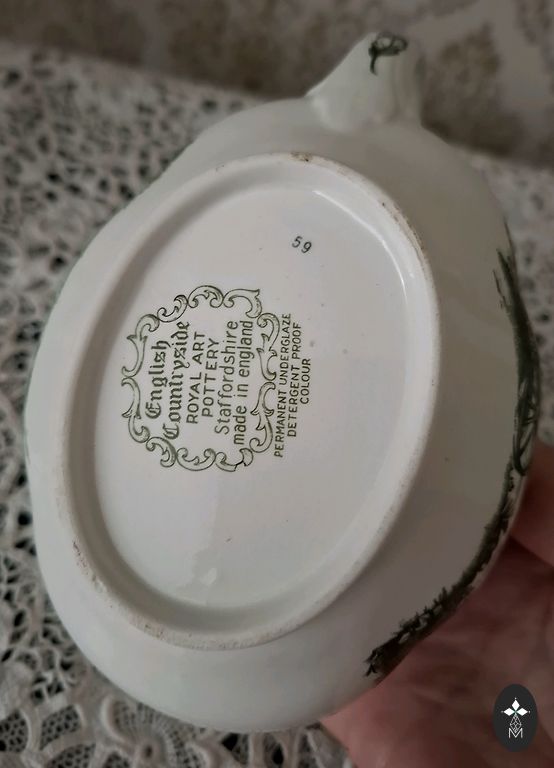 59
English
Countryside
ROYAL ART
POTTERY
Staffordshire
made in england
PERMANENT UNDERGLAZE
DETERGENT PROOF
COLOUR
M